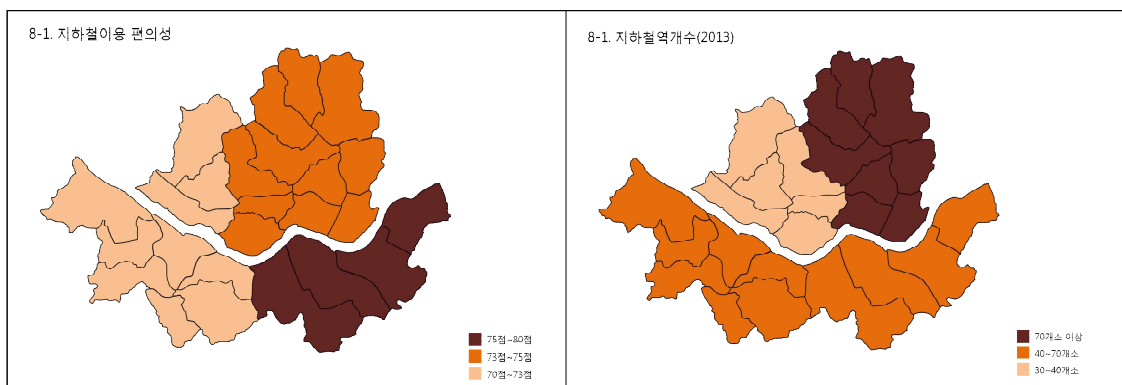 8-1. 지하철이용 편의성
75점~80점
73점~75점
70점~73점
8-1. 지하철역개수(2013)
70개소 이상
40~70개소
30~40개소